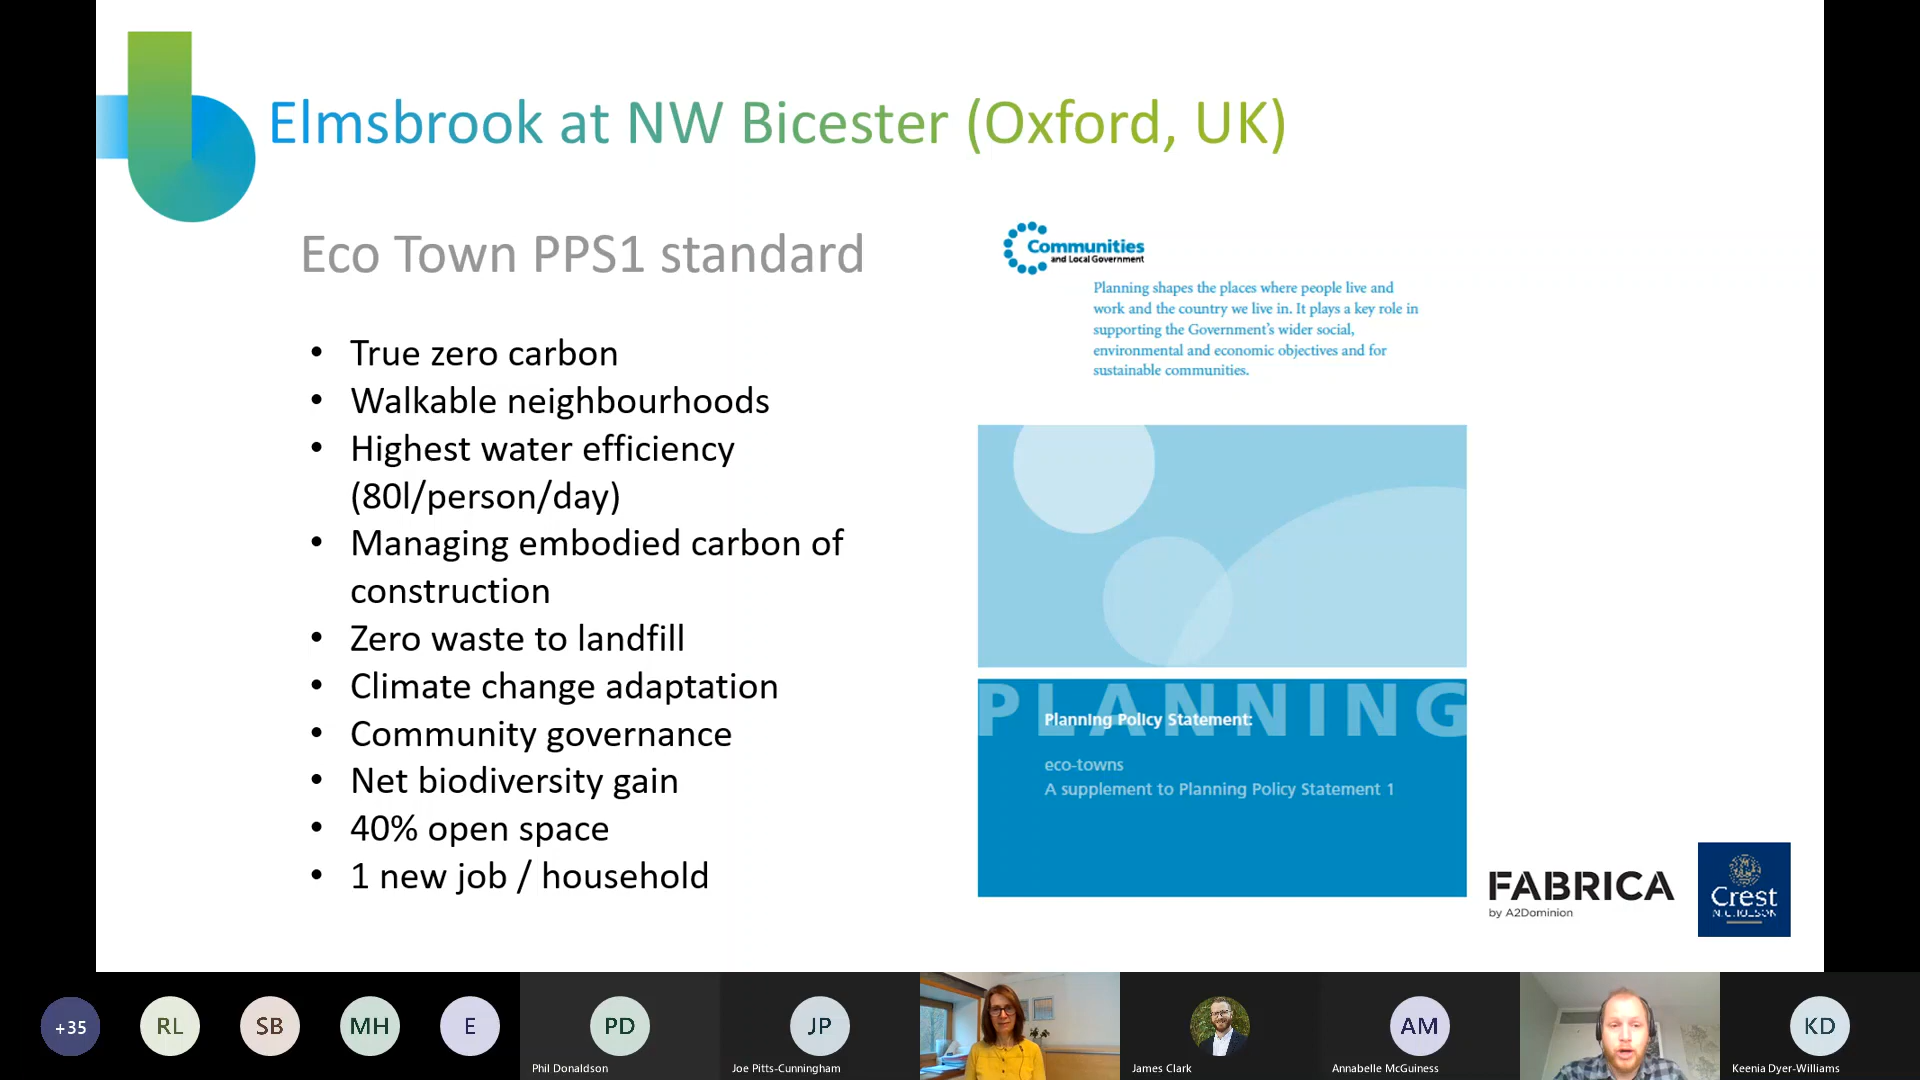 Elmsbrook at NW Bicester (Oxford, UK)
Eco Town PPS1 standard
• True zero carbon
• Walkable neighbourhoods
• Highest water efficiency
(80l/person/day)
• Managing embodied carbon of
construction
• Zero waste to landfill
• Climate change adaptation
• Community governance
• Net biodiversity gain
• 40% open space
• 1 new job / household
Communities
and Local Government
Planning shapes the places where people live and
work and the country we live in. It plays a key role in
supporting the Government's wider social,
environmental and economic objectives and for
sustainable communities.
PLANNING
Planning Policy Statement:
eco-towns
A supplement to Planning Policy Statement 1
FABRICA
by A2Dominion
Crest
NICHOLSON
+35
RL
SB
MH
E
PD
Phil Donaldson
JP
Joe Pitts-Cunningham
James Clark
AM
Annabelle McGuiness
KD
Keenia Dyer-Williams